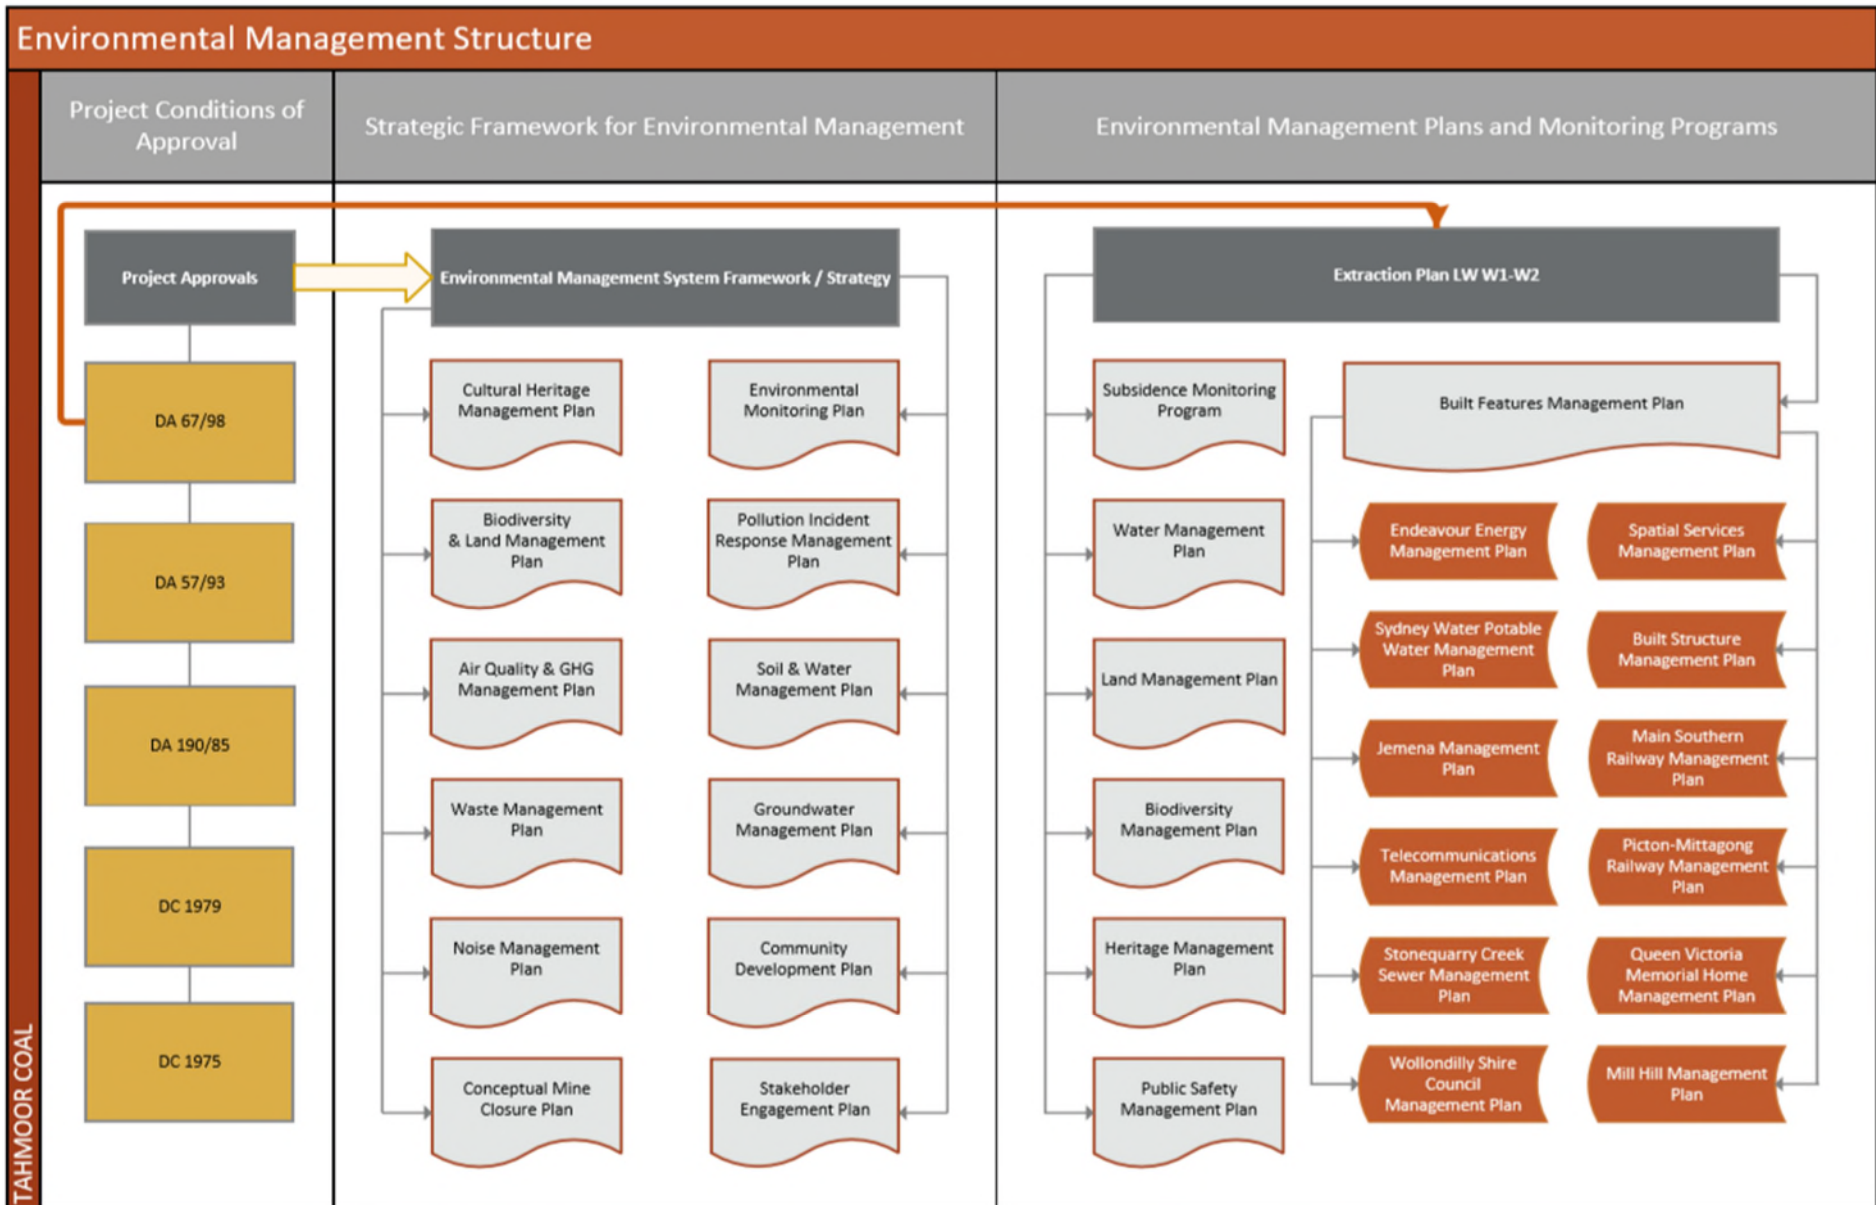 Environmental Management Structure
Project Conditions of
Approval
Strategic Framework for Environmental Management
Environmental Management Plans and Monitoring Programs
TAHMOOR COAL
Project Approvals
DA 67/98
DA 57/93
DA 190/85
DC 1979
DC 1975
Environmental Management System Framework / Strategy
Cultural Heritage
Management Plan
Biodiversity
& Land Management
Plan
Air Quality & GHG
Management Plan
Waste Management
Plan
Noise Management
Plan
Conceptual Mine
Closure Plan
Environmental
Monitoring Plan
Pollution Incident
Response Management
Plan
Soil & Water
Management Plan
Groundwater
Management Plan
Community
Development Plan
Stakeholder
Engagement Plan
Extraction Plan LW W1-W2
Subsidence Monitoring
Program
Water Management
Plan
Land Management Plan
Biodiversity
Management Plan
Heritage Management
Plan
Public Safety
Management Plan
Built Features Management Plan
Endeavour Energy
Management Plan
Sydney Water Potable
Water Management
Plan
Jemena Management
Plan
Telecommunications
Management Plan
Stonequarry Creek
Sewer Management
Plan
Wollondilly Shire
Council
Management Plan
Spatial Services
Management Plan
Built Structure
Management Plan
Main Southern
Railway Management
Plan
Picton-Mittagong
Railway Management
Plan
Queen Victoria
Memorial Home
Management Plan
Mill Hill Management
Plan